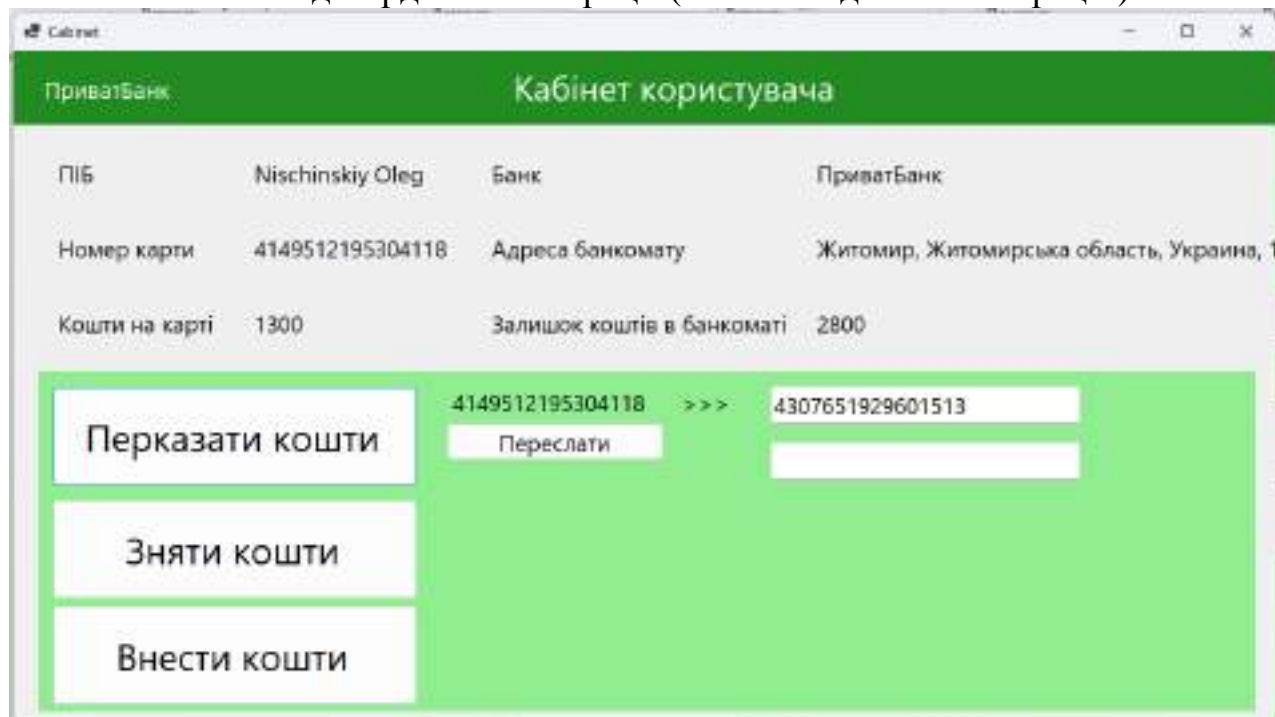 Cabinet
ПриватБанк Кабінет користувача
ПІБ Nischinskiy Oleg Банк ПриватБанк
Номер карти 4149512195304118 Адреса банкомату Житомир, Житомирська область, Украина, 1
Кошти на карті 1300 Залишок коштів в банкоматі 2800
Перказати кошти 4149512195304118 >>> 4307651929601513
Переслати
Зняти кошти
Внести кошти